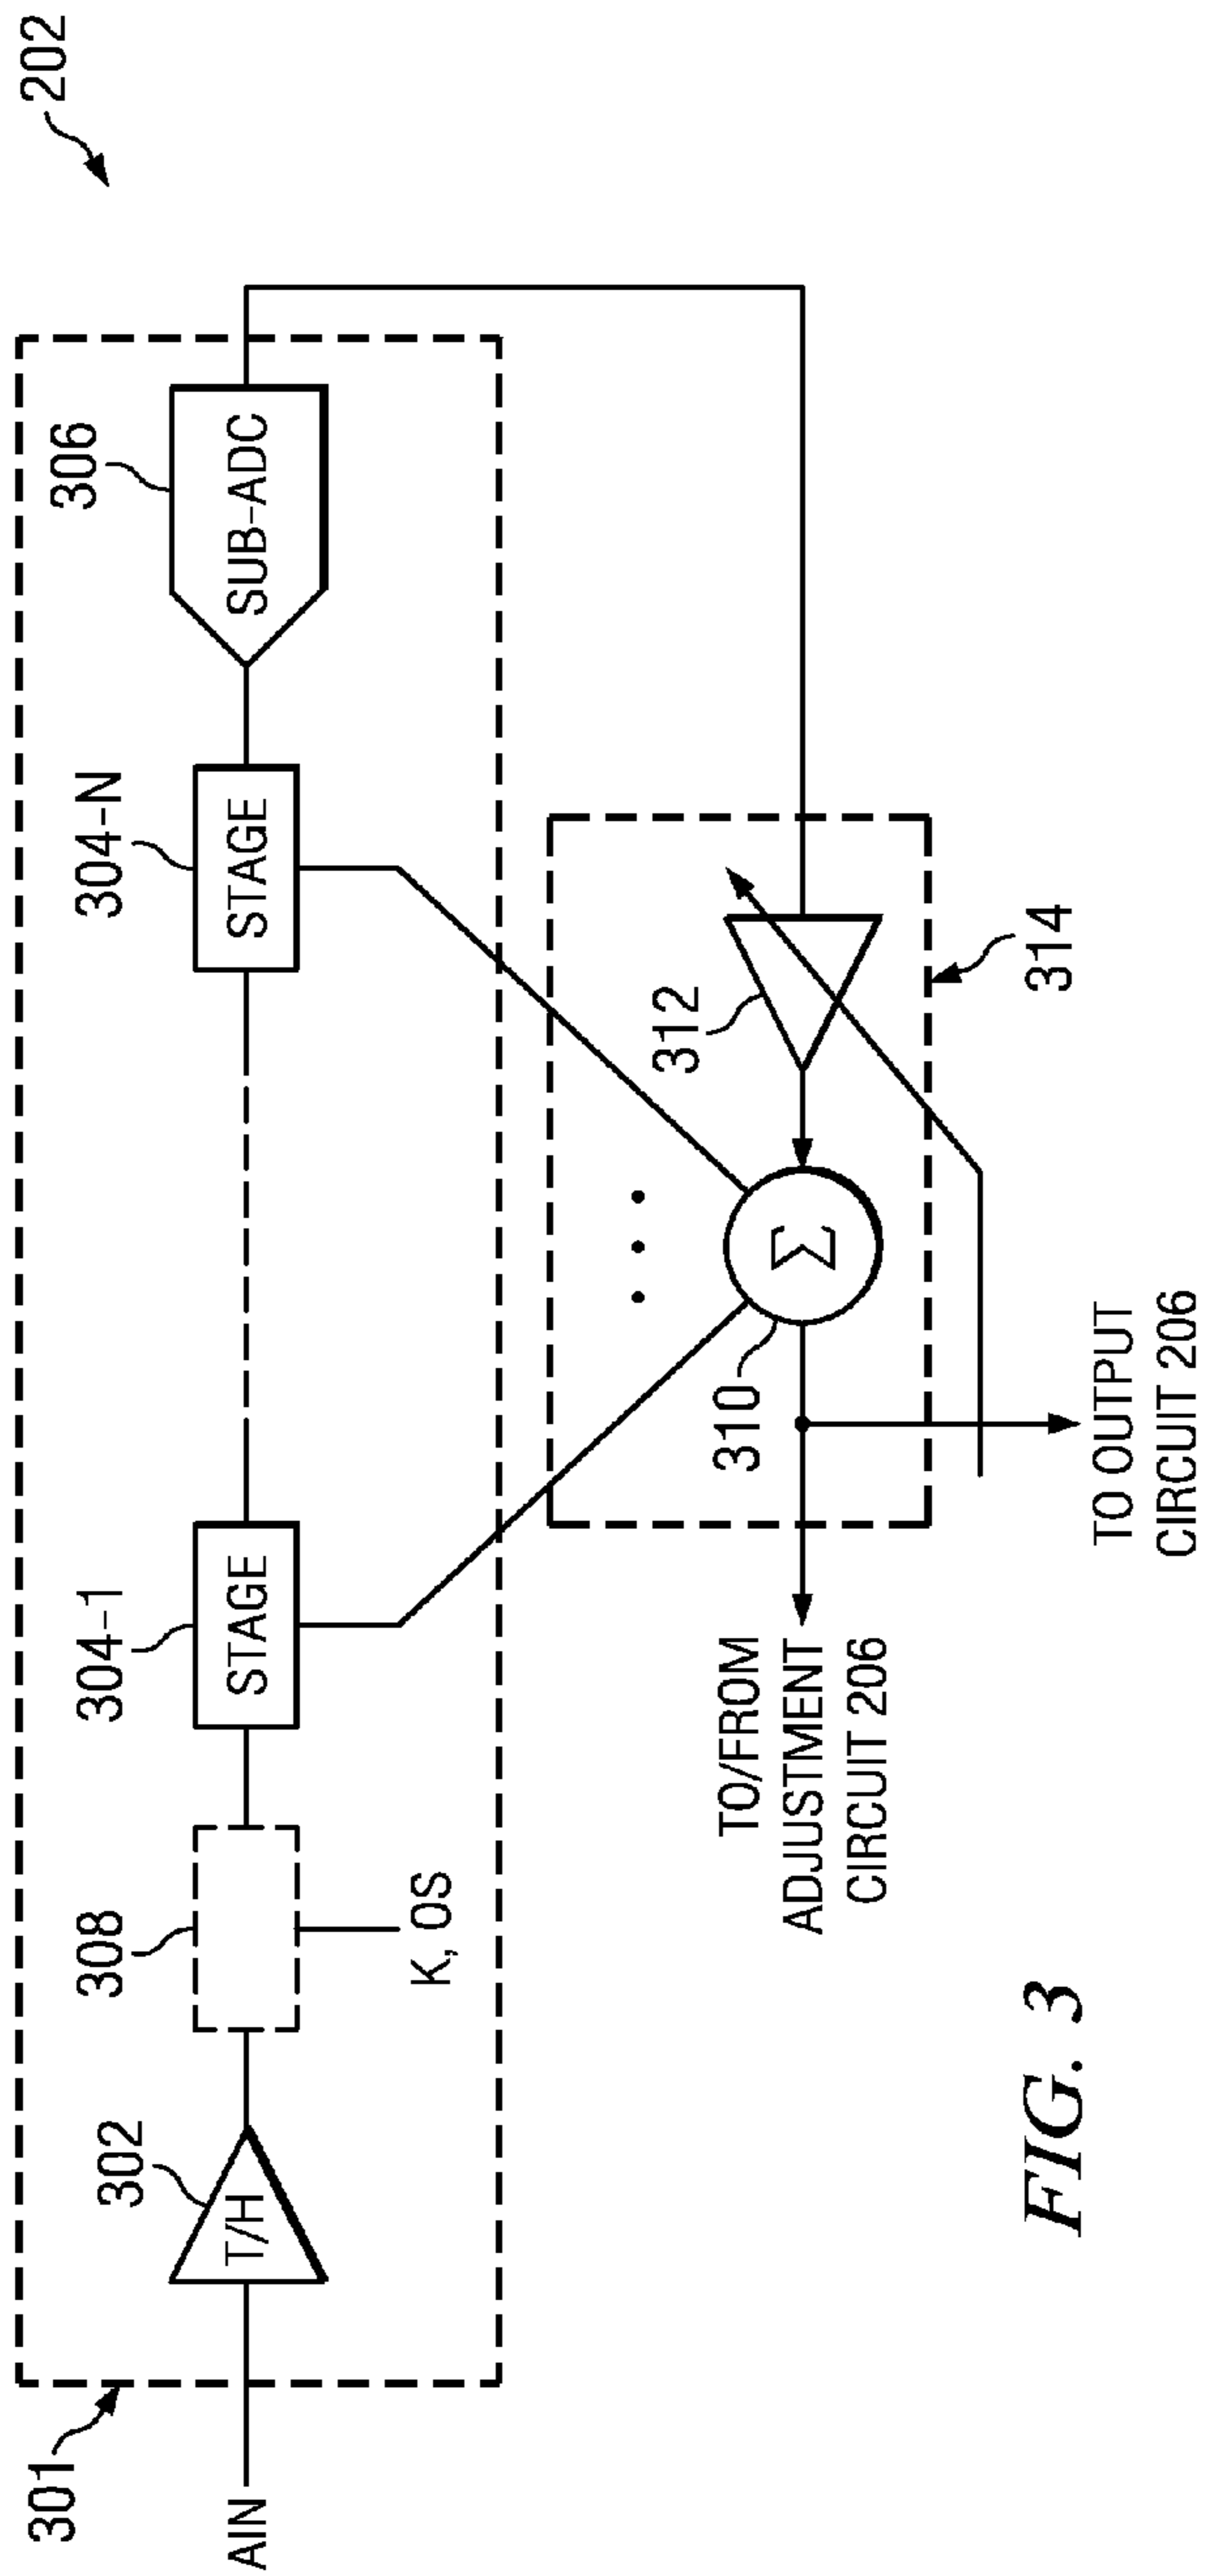 202
301
302
308
304-1
304-N
306
AIN
T/H
STAGE
STAGE
SUB-ADC
K, OS
312
310
Σ
314
TO/FROM
ADJUSTMENT
CIRCUIT 206
TO OUTPUT
CIRCUIT 206
FIG. 3